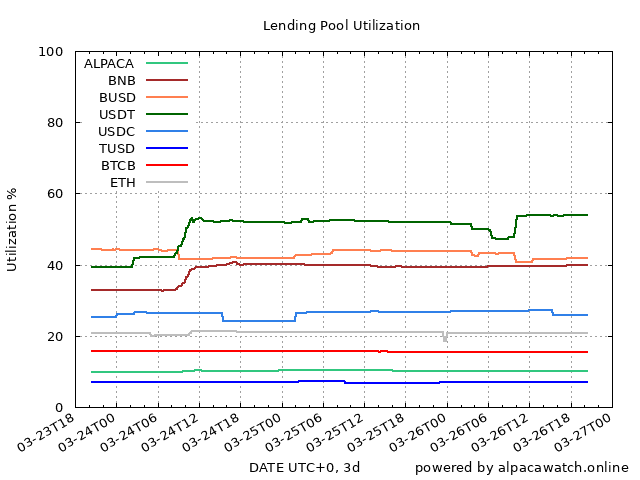 Lending Pool Utilization
100
80
60
40
20
0
Utilization %
ALPACA
BNB
BUSD
USDT
USDC
TUSD
BTCB
ETH
03-23T18
03-24T00
03-24T06
03-24T12
03-24T18
03-25T00
03-25T06
03-25T12
03-25T18
03-26T00
03-26T06
03-26T12
03-26T18
03-27T00
DATE UTC+0, 3d
powered by alpacawatch.online